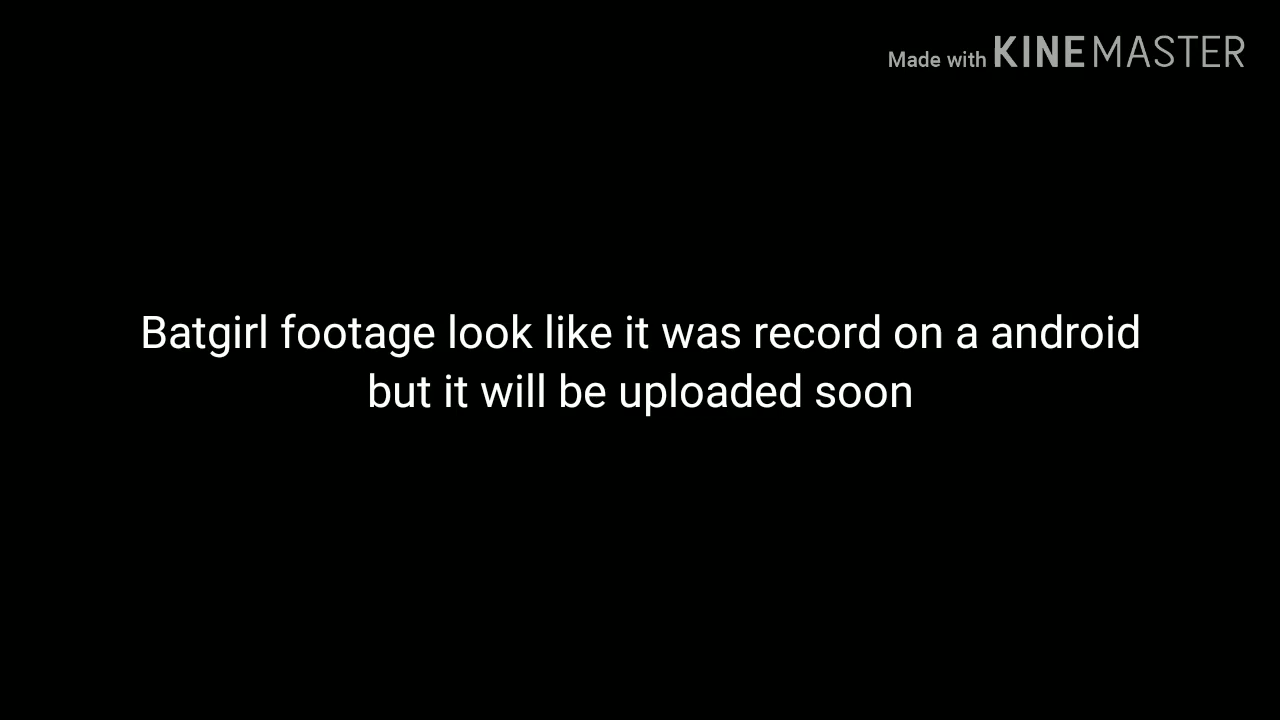 Made with KINEMASTER
Batgirl footage look like it was record on a android
but it will be uploaded soon